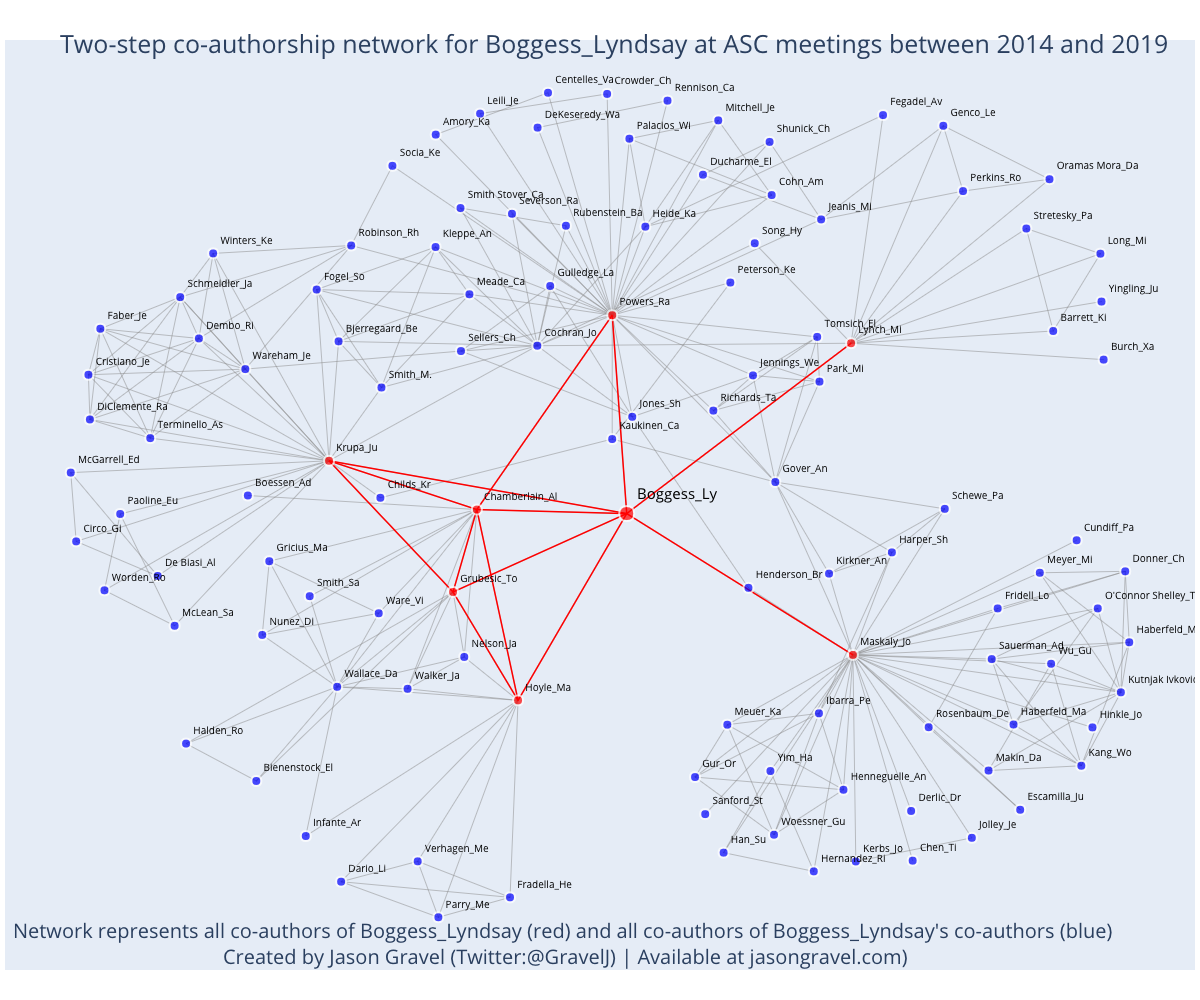 Two-step co-authorship network for Boggess_Lyndsay at ASC meetings between 2014 and 2019
Centelles_Va
Crowder_Ch
Rennison_Ca
Leili_Je
Mitchell_Je
Fegadel_Av
Genco_Le
DeKeseredy_Wa
Amory_Ka
Palacios_Wi
Shunick_Ch
Socia_Ke
Ducharme_El
Oramas Mora_Da
Perkins_Ro
Cohn_Am
Smith Stover_Ca
Severson_Ra
Rubenstein_Ba
Heide_Ka
Jeanis_Mi
Stretesky_Pa
Robinson_Rh
Kleppe_An
Song_Hy
Winters_Ke
Long_Mi
Gulledge_La
Peterson_Ke
Fogel_So
Meade_Ca
Schmeidler_Ja
Yingling_Ju
Powers_Ra
Faber_Je
Dembo_Ri
Bjerregaard_Be
Sellers_Ch
Cochran_Jo
Tomsich_El
Lynch_Mi
Barrett_Ki
Burch_Xa
Cristiano_Je
Wareham_Je
Smith_M.
Jennings_We
Park_Mi
DiClemente_Ra
Terminello_As
Jones_Sh
Richards_Ta
Kaukinen_Ca
Krupa_Ju
McGarrell_Ed
Boessen_Ad
Childs_Kr
Chamberlain_Al
Boggess_Ly
Gover_An
Schewe_Pa
Paoline_Eu
Circo_Gi
Cundiff_Pa
Harper_Sh
Gricius_Ma
De Biasi_Al
Worden_Ro
Smith_Sa
Grubesic_To
Henderson_Br
Kirkner_An
Meyer_Mi
Donner_Ch
McLean_Sa
Nunez_Di
Ware_Vi
Fridell_Lo
O'Connor Shelley_T
Nelson_Ja
Maskaly_Jo
Sauerman_Ad
Wu_Gu
Haberfeld_M
Wallace_Da
Walker_Ja
Hoyle_Ma
Kutnjak Ivkovic
Meuer_Ka
Ibarra_Pe
Rosenbaum_De
Haberfeld_Ma
Hinkle_Jo
Halden_Ro
Bienenstock_El
Gur_Or
Yim_Ha
Henneguelle_An
Makin_Da
Kang_Wo
Sanford_St
Derlic_Dr
Escamilla_Ju
Infante_Ar
Woessner_Gu
Jolley_Je
Han_Su
Hernandez_Ri
Kerbs_Jo
Chen_Ti
Verhagen_Me
Dario_Li
Fradella_He
Parry_Me
Network represents all co-authors of Boggess_Lyndsay (red) and all co-authors of Boggess_Lyndsay's co-authors (blue)
Created by Jason Gravel (Twitter:@GravelJ) | Available at jasongravel.com)